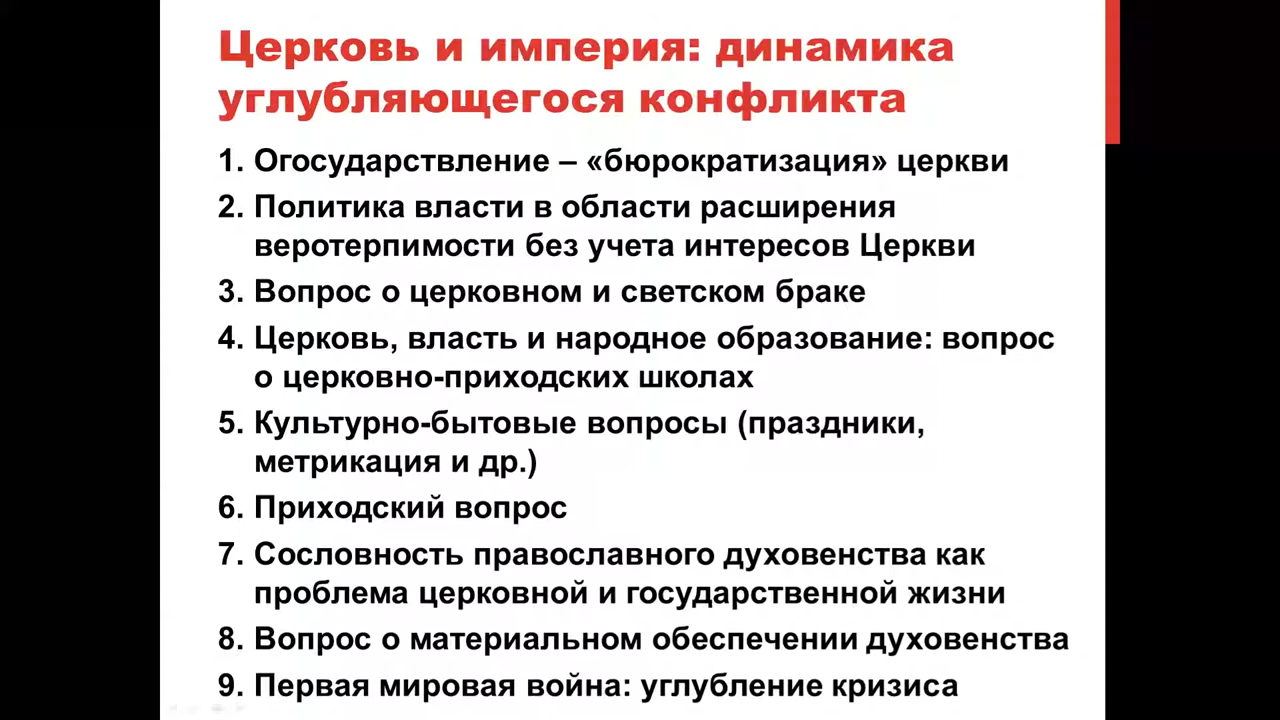 Церковь и империя: динамика
углубляющегося конфликта
1. Огосударствление – «бюрократизация» церкви
2. Политика власти в области расширения
веротерпимости без учета интересов Церкви
3. Вопрос о церковном и светском браке
4. Церковь, власть и народное образование: вопрос
о церковно-приходских школах
5. Культурно-бытовые вопросы (праздники,
метрикация и др.)
6. Приходский вопрос
7. Сословность православного духовенства как
проблема церковной и государственной жизни
8. Вопрос о материальном обеспечении духовенства
9. Первая мировая война: углубление кризиса